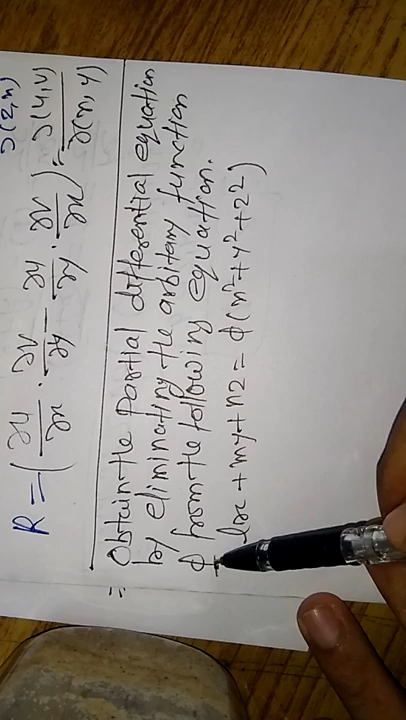 ∂(z,x)
R = (∂u/∂x · ∂v/∂y − ∂u/∂y · ∂v/∂x) = ∂(u,v)/∂(x,y)
= Obtain the Partial differential equation
by eliminating the arbitary function
ϕ from the following equation.
lx + my + nz = ϕ(x²+y²+z²)